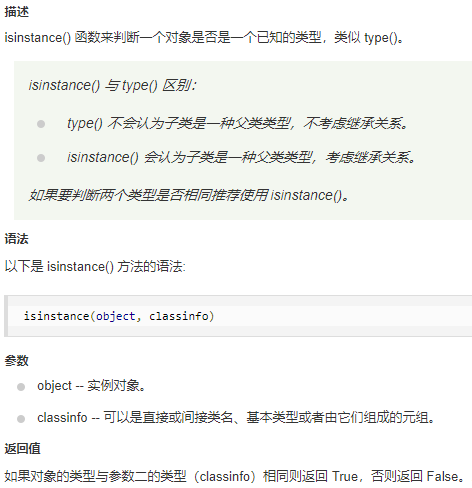 描述
isinstance() 函数来判断一个对象是否是一个已知的类型，类似 type()。
isinstance() 与 type() 区别：
type() 不会认为子类是一种父类类型，不考虑继承关系。
isinstance() 会认为子类是一种父类类型，考虑继承关系。
如果要判断两个类型是否相同推荐使用 isinstance()。
语法
以下是 isinstance() 方法的语法:
isinstance(object, classinfo)
参数
object -- 实例对象。
classinfo -- 可以是直接或间接类名、基本类型或者由它们组成的元组。
返回值
如果对象的类型与参数二的类型（classinfo）相同则返回 True，否则返回 False。